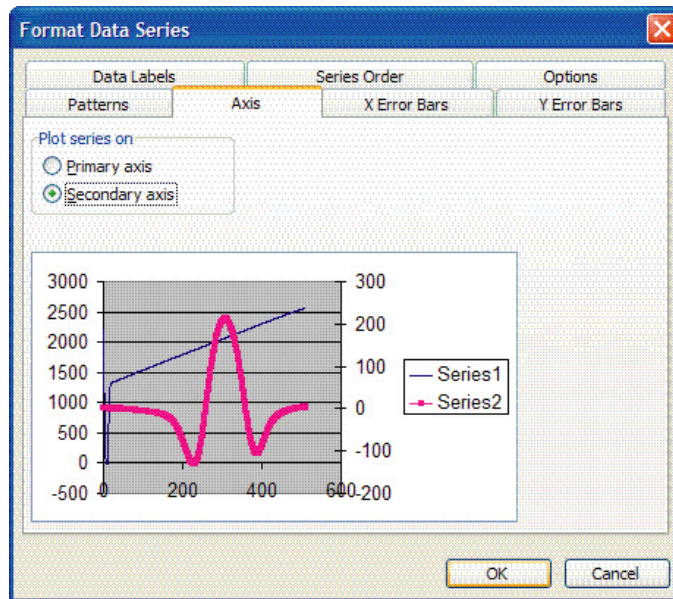 Format Data Series
Data Labels Series Order Options
Patterns Axis X Error Bars Y Error Bars
Plot series on
Primary axis
Secondary axis
3000 300
2500 200
2000
1500 100
1000 0
500
0 -100
-500 0 200 400 600 -200
Series1
Series2
OK Cancel